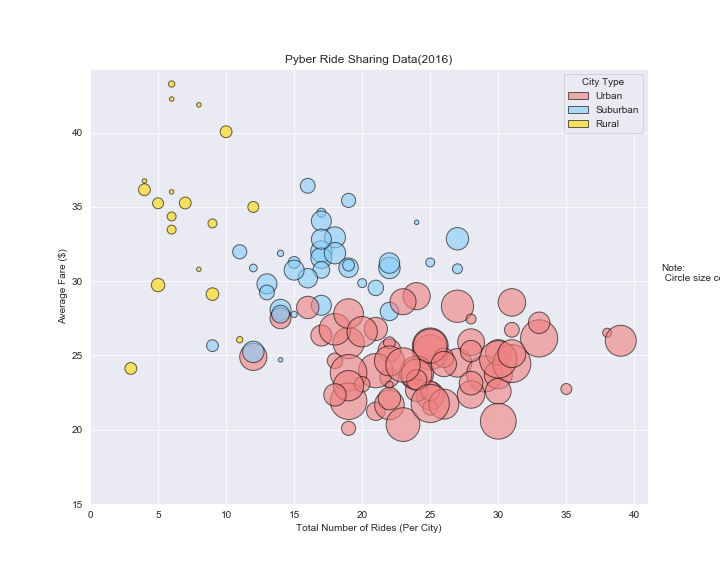 Pyber Ride Sharing Data(2016)
City Type
Urban
Suburban
Rural
40
35
30
25
20
15
Average Fare ($)
0 5 10 15 20 25 30 35 40
Total Number of Rides (Per City)
Note:
Circle size